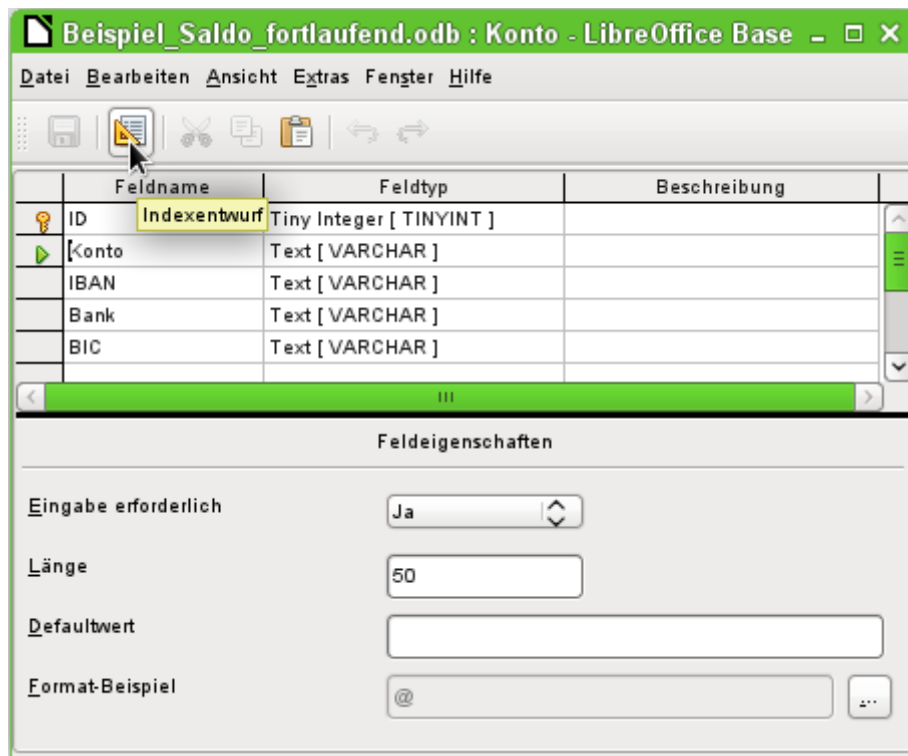 Beispiel_Saldo_fortlaufend.odb : Konto - LibreOffice Base
Datei Bearbeiten Ansicht Extras Fenster Hilfe
Feldname Feldtyp Beschreibung
Indexentwurf
ID Tiny Integer [ TINYINT ]
Konto Text [ VARCHAR ]
IBAN Text [ VARCHAR ]
Bank Text [ VARCHAR ]
BIC Text [ VARCHAR ]
Feldeigenschaften
Eingabe erforderlich Ja
Länge 50
Defaultwert
Format-Beispiel @ ...